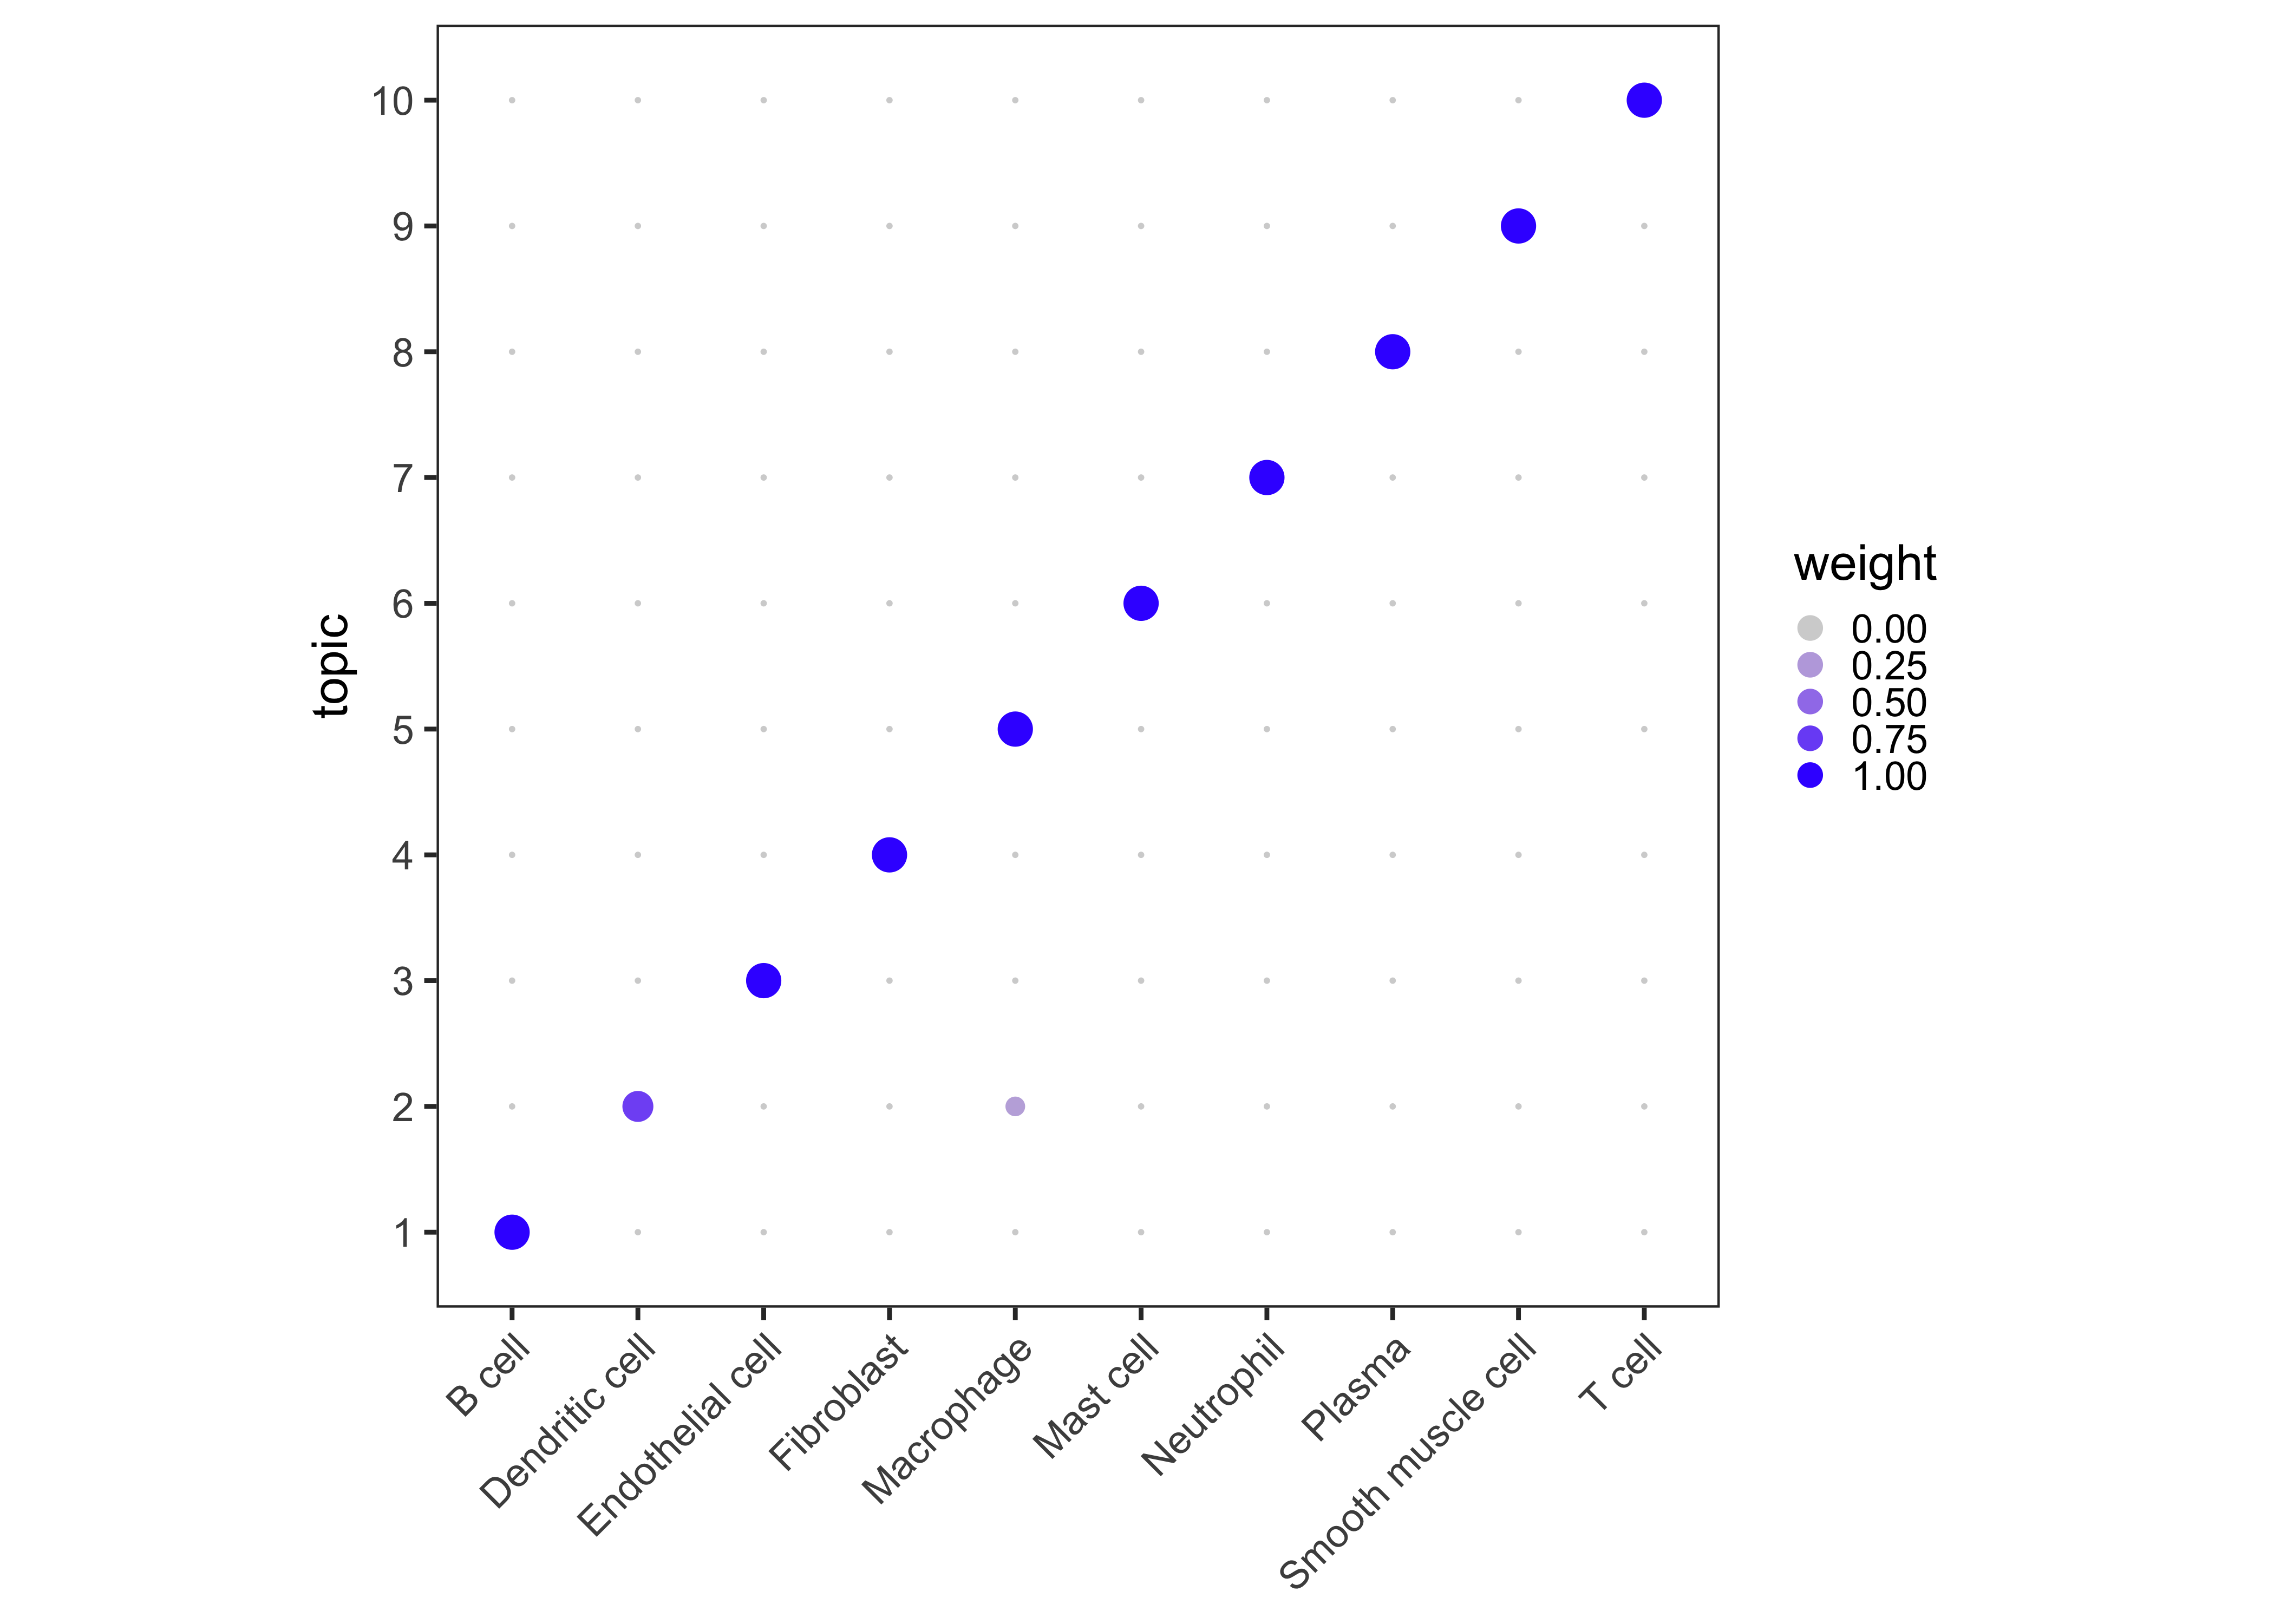 topic
10
9
8
7
6
5
4
3
2
1
B cell
Dendritic cell
Endothelial cell
Fibroblast
Macrophage
Mast cell
Neutrophil
Plasma
Smooth muscle cell
T cell
weight
0.00
0.25
0.50
0.75
1.00